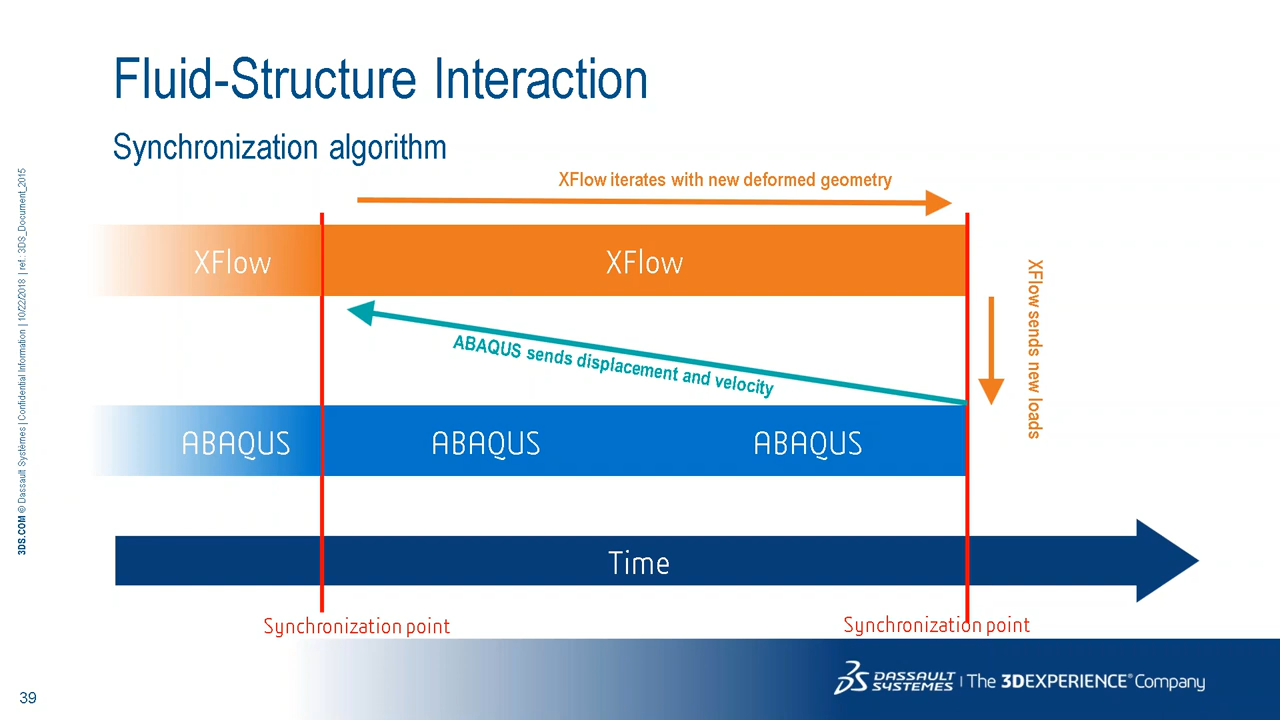 Fluid-Structure Interaction
Synchronization algorithm
XFlow iterates with new deformed geometry
XFlow
XFlow
XFlow sends new loads
ABAQUS sends displacement and velocity
ABAQUS
ABAQUS
ABAQUS
Time
Synchronization point
Synchronization point
3DS.COM © Dassault Systèmes | Confidential Information | 10/22/2018 | ref.: 3DS_Document_2015
39
DASSAULT SYSTEMES | The 3DEXPERIENCE® Company